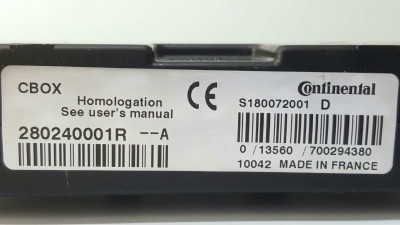 CBOX
Homologation
See user's manual
280240001R --A
CE
Continental
S180072001 D
0 /13560 /700294380
10042 MADE IN FRANCE